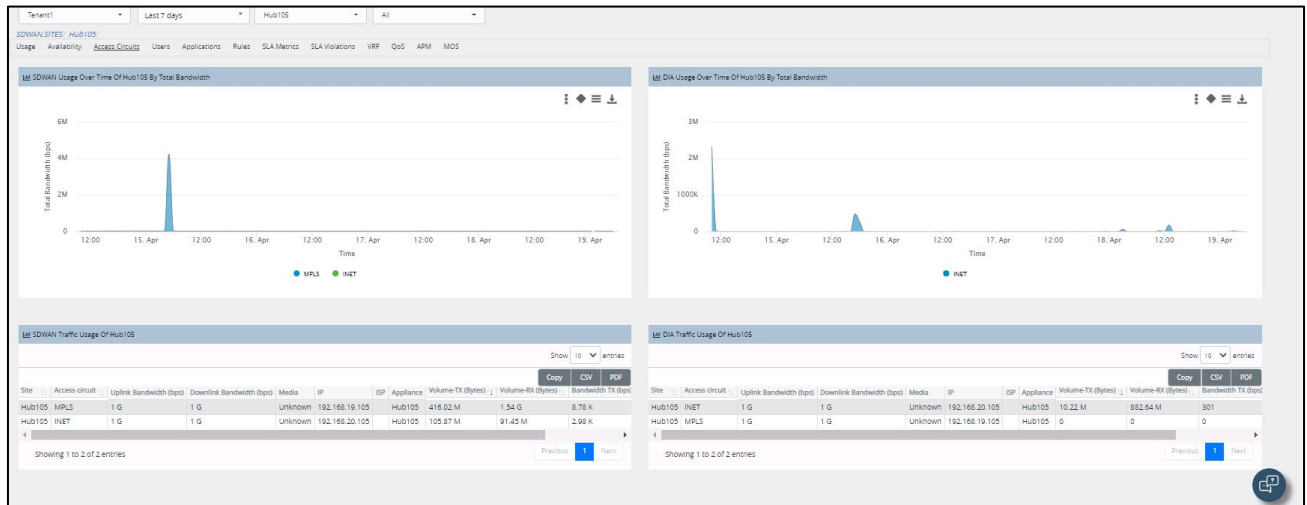 Tenant1 Last 7 days Hub105 All
SDWAN.SITES/ Hub105/
Usage Availability Access Circuits Users Applications Rules SLA Metrics SLA Violations VRF QoS APM MOS
SDWAN Usage Over Time Of Hub105 By Total Bandwidth
6M
4M
2M
0
Total Bandwidth (bps)
12:00 15. Apr 12:00 16. Apr 12:00 17. Apr 12:00 18. Apr 12:00 19. Apr
Time
MPLS INET
DIA Usage Over Time Of Hub105 By Total Bandwidth
3M
2M
1000K
0
Total Bandwidth (bps)
12:00 15. Apr 12:00 16. Apr 12:00 17. Apr 12:00 18. Apr 12:00 19. Apr
Time
INET
SDWAN Traffic Usage Of Hub105
Show 10 entries
Copy CSV PDF
Site Access circuit Uplink Bandwidth (bps) Downlink Bandwidth (bps) Media IP ISP Appliance Volume-TX (Bytes) Volume-RX (Bytes) Bandwidth TX (bps)
Hub105 MPLS 1 G 1 G Unknown 192.168.19.105 Hub105 416.02 M 1.54 G 8.78 K
Hub105 INET 1 G 1 G Unknown 192.168.20.105 Hub105 105.87 M 91.45 M 2.98 K
Showing 1 to 2 of 2 entries
Previous 1 Next
DIA Traffic Usage Of Hub105
Show 10 entries
Copy CSV PDF
Site Access circuit Uplink Bandwidth (bps) Downlink Bandwidth (bps) Media IP ISP Appliance Volume-TX (Bytes) Volume-RX (Bytes) Bandwidth TX (bps)
Hub105 INET 1 G 1 G Unknown 192.168.20.105 Hub105 10.22 M 882.64 M 301
Hub105 MPLS 1 G 1 G Unknown 192.168.19.105 Hub105 0 0 0
Showing 1 to 2 of 2 entries
Previous 1 Next